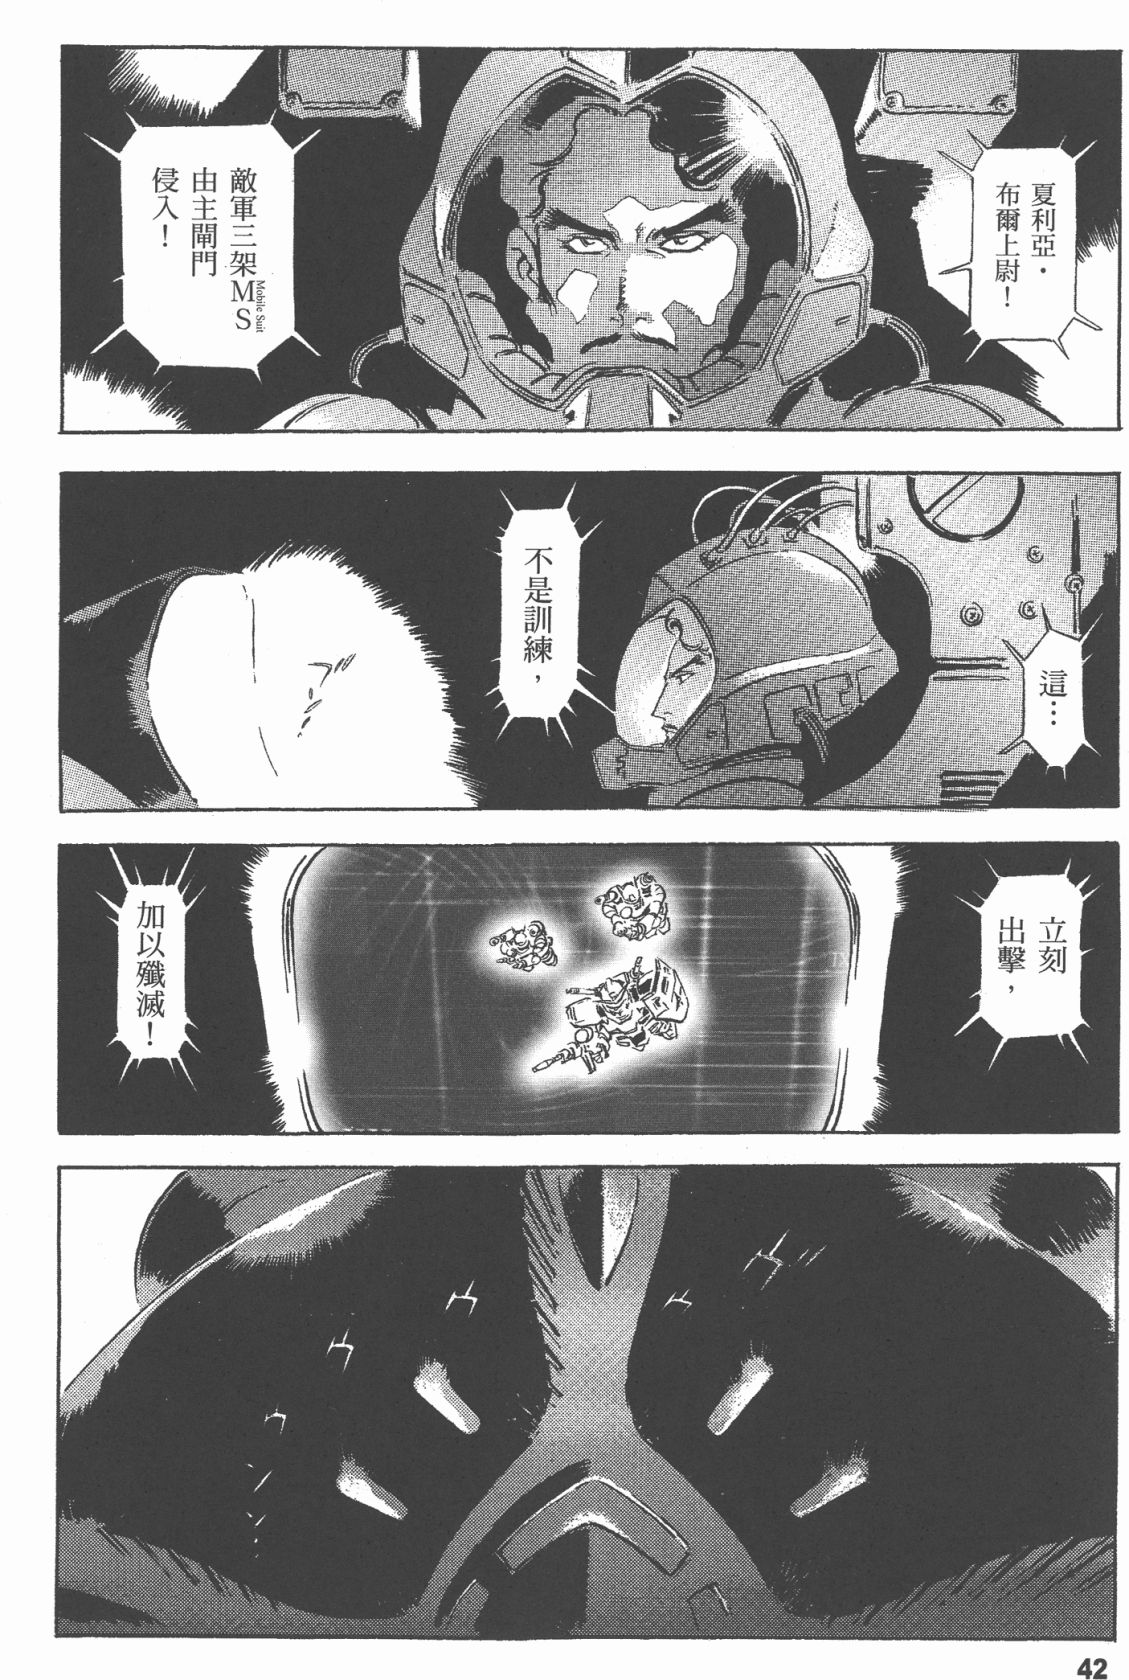 夏利亞·
布爾上尉！
敵軍三架MS
Mobile Suit
由主閘門
侵入！
這…
不是訓練，
立刻
出擊，
加以殲滅！
42